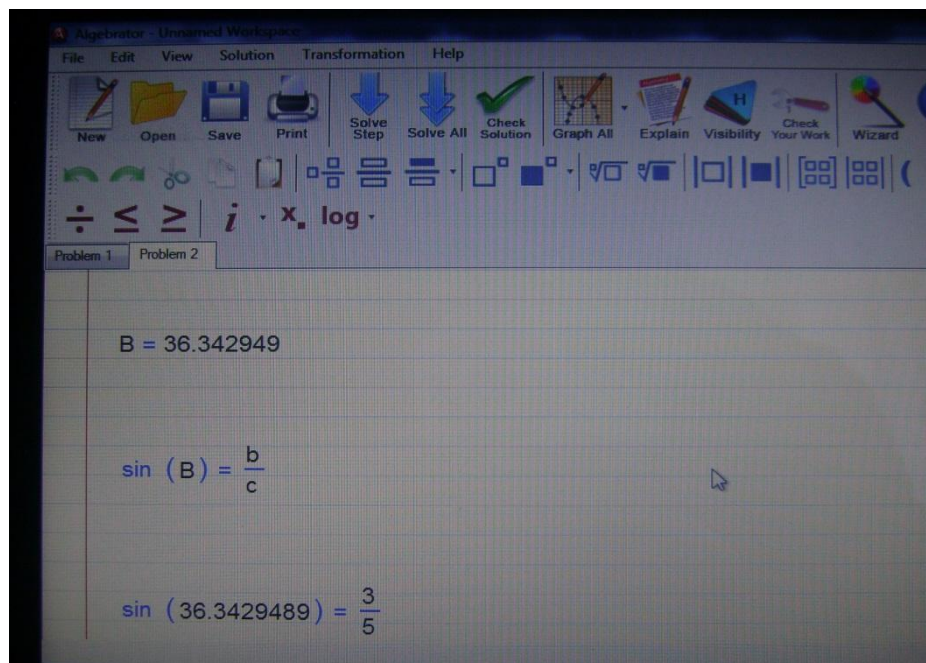 Algebrator - Unnamed Workspace
File Edit View Solution Transformation Help
New Open Save Print Solve Step Solve All Check Solution Graph All Explain Visibility Check Your Work Wizard
÷ ≤ ≥ i x log
Problem 1 Problem 2
B = 36.342949
sin (B) = b/c
sin (36.3429489) = 3/5